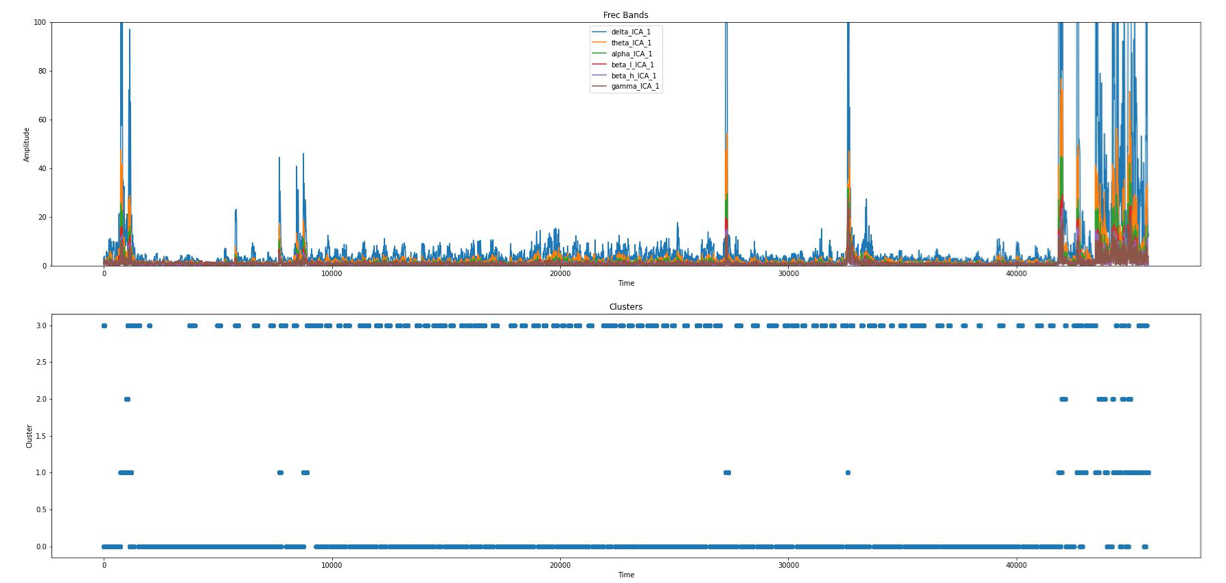 Frec Bands
100
80
60
40
20
0
Amplitude
delta_ICA_1
theta_ICA_1
alpha_ICA_1
beta_l_ICA_1
beta_h_ICA_1
gamma_ICA_1
0 10000 20000 30000 40000
Time
Clusters
3.0
2.5
2.0
1.5
1.0
0.5
0.0
Cluster
0 10000 20000 30000 40000
Time